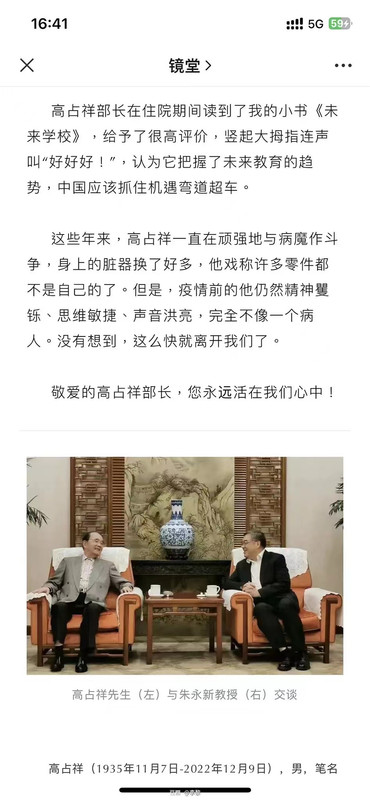 16:41
5G 59
镜堂
高占祥部长在住院期间读到了我的小书《未
来学校》，给予了很高评价，竖起大拇指连声
叫“好好好！”，认为它把握了未来教育的趋
势，中国应该抓住机遇弯道超车。
这些年来，高占祥一直在顽强地与病魔作斗
争，身上的脏器换了好多，他戏称许多零件都
不是自己的了。但是，疫情前的他仍然精神矍
铄、思维敏捷、声音洪亮，完全不像一个病
人。没有想到，这么快就离开我们了。
敬爱的高占祥部长，您永远活在我们心中！
高占祥先生（左）与朱永新教授（右）交谈
高占祥（1935年11月7日-2022年12月9日），男，笔名